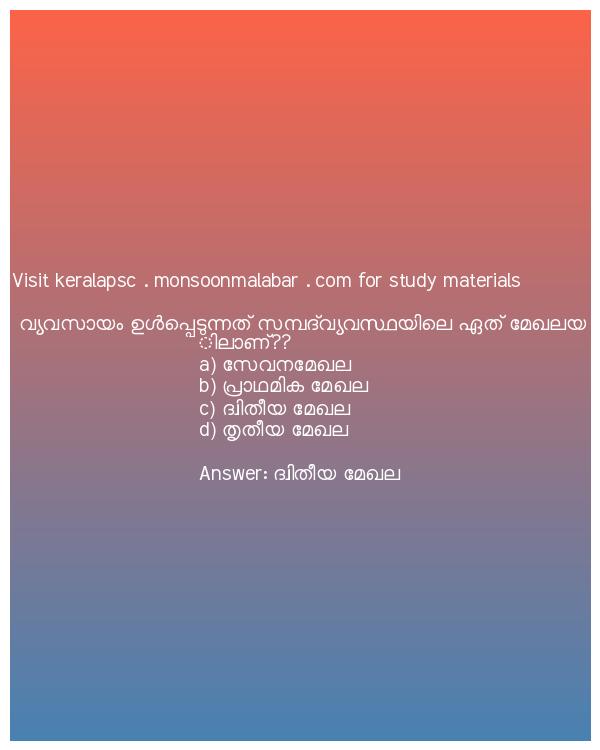 Visit keralapsc . monsoonmalabar . com for study materials
വ്യവസായം ഉൾപ്പെടുന്നത് സമ്പദ്‌വ്യവസ്ഥയിലെ ഏത് മേഖലയ
ിലാണ്??
a) സേവനമേഖല
b) പ്രാഥമിക മേഖല
c) ദ്വിതീയ മേഖല
d) തൃതീയ മേഖല
Answer: ദ്വിതീയ മേഖല